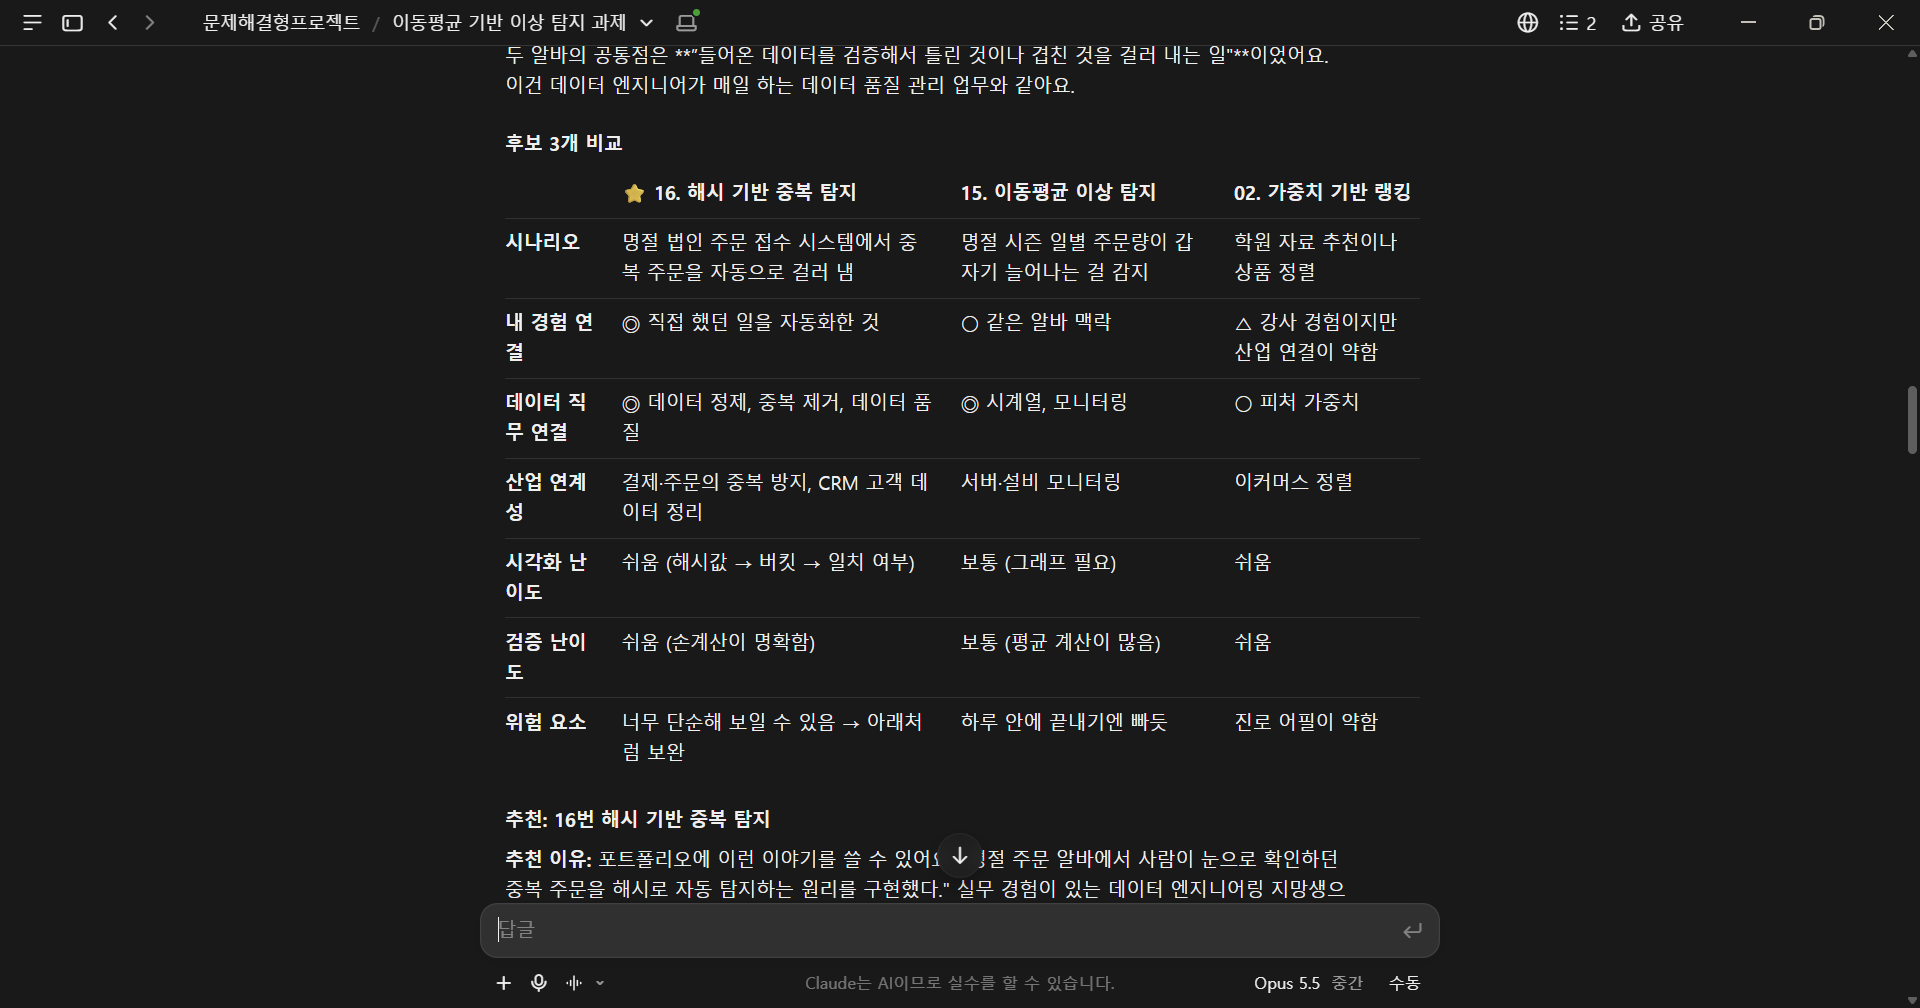 문제해결형프로젝트 / 이동평균 기반 이상 탐지 과제
2
공유
두 알바의 공통점은 **"들어온 데이터를 검증해서 틀린 것이나 겹친 것을 걸러 내는 일"**이었어요.
이건 데이터 엔지니어가 매일 하는 데이터 품질 관리 업무와 같아요.
후보 3개 비교
⭐ 16. 해시 기반 중복 탐지 15. 이동평균 이상 탐지 02. 가중치 기반 랭킹
시나리오 명절 법인 주문 접수 시스템에서 중 명절 시즌 일별 주문량이 갑 학원 자료 추천이나
복 주문을 자동으로 걸러 냄 자기 늘어나는 걸 감지 상품 정렬
내 경험 연 ◎ 직접 했던 일을 자동화한 것 ○ 같은 알바 맥락 △ 강사 경험이지만
결 산업 연결이 약함
데이터 직 ◎ 데이터 정제, 중복 제거, 데이터 품 ◎ 시계열, 모니터링 ○ 피처 가중치
무 연결 질
산업 연계 결제·주문의 중복 방지, CRM 고객 데 서버·설비 모니터링 이커머스 정렬
성 이터 정리
시각화 난 쉬움 (해시값 → 버킷 → 일치 여부) 보통 (그래프 필요) 쉬움
이도
검증 난이 쉬움 (손계산이 명확함) 보통 (평균 계산이 많음) 쉬움
도
위험 요소 너무 단순해 보일 수 있음 → 아래처 하루 안에 끝내기엔 빠듯 진로 어필이 약함
럼 보완
추천: 16번 해시 기반 중복 탐지
추천 이유: 포트폴리오에 이런 이야기를 쓸 수 있어 절 주문 알바에서 사람이 눈으로 확인하던
중복 주문을 해시로 자동 탐지하는 원리를 구현했다." 실무 경험이 있는 데이터 엔지니어링 지망생으
답글
Claude는 AI이므로 실수를 할 수 있습니다.
Opus 5.5 중간 수동